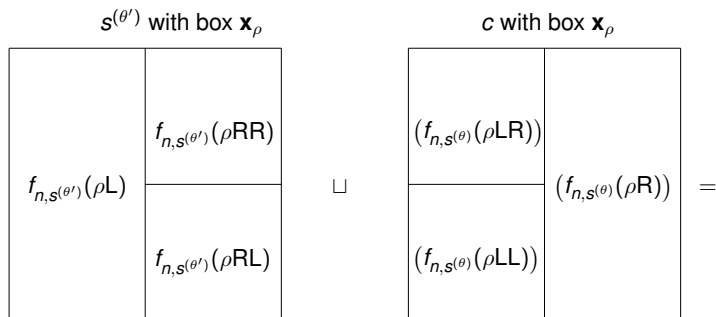 s^{(θ′)} with box 𝐱_ρ    c with box 𝐱_ρ
f_{n,s^{(θ′)}}(ρRR)    (f_{n,s^{(θ)}}(ρLR))
f_{n,s^{(θ′)}}(ρL)    ⊔    (f_{n,s^{(θ)}}(ρR))    =
f_{n,s^{(θ′)}}(ρRL)    (f_{n,s^{(θ)}}(ρLL))